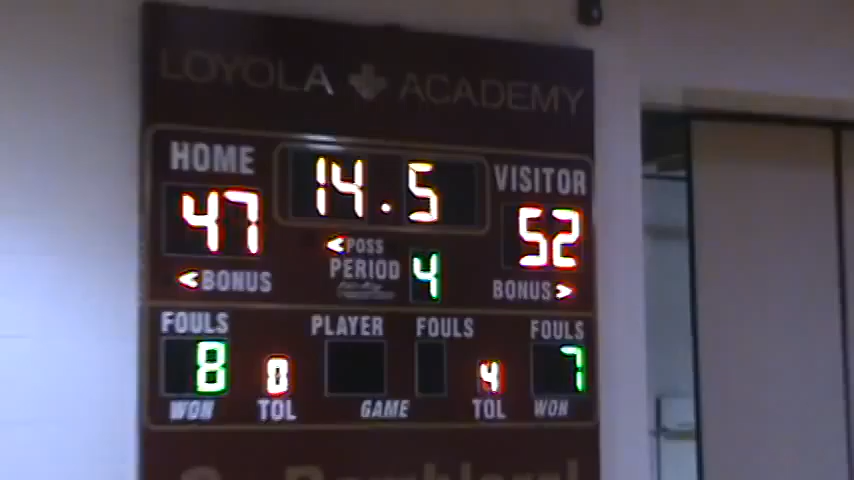 LOYOLA ACADEMY
HOME 14.5 VISITOR
47 52
<POSS
PERIOD 4
<BONUS BONUS>
FOULS PLAYER FOULS FOULS
8 0 4 7
WON TOL GAME TOL WON